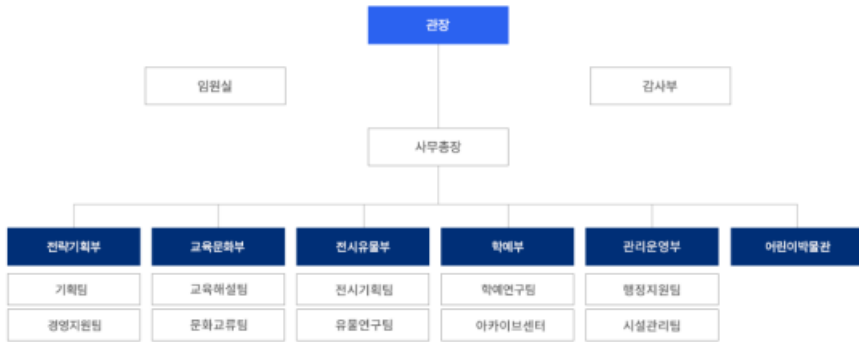 관장
임원실
감사부
사무총장
전략기획부
교육문화부
전시유물부
학예부
관리운영부
어린이박물관
기획팀
교육해설팀
전시기획팀
학예연구팀
행정지원팀
경영지원팀
문화교류팀
유물연구팀
아카이브센터
시설관리팀